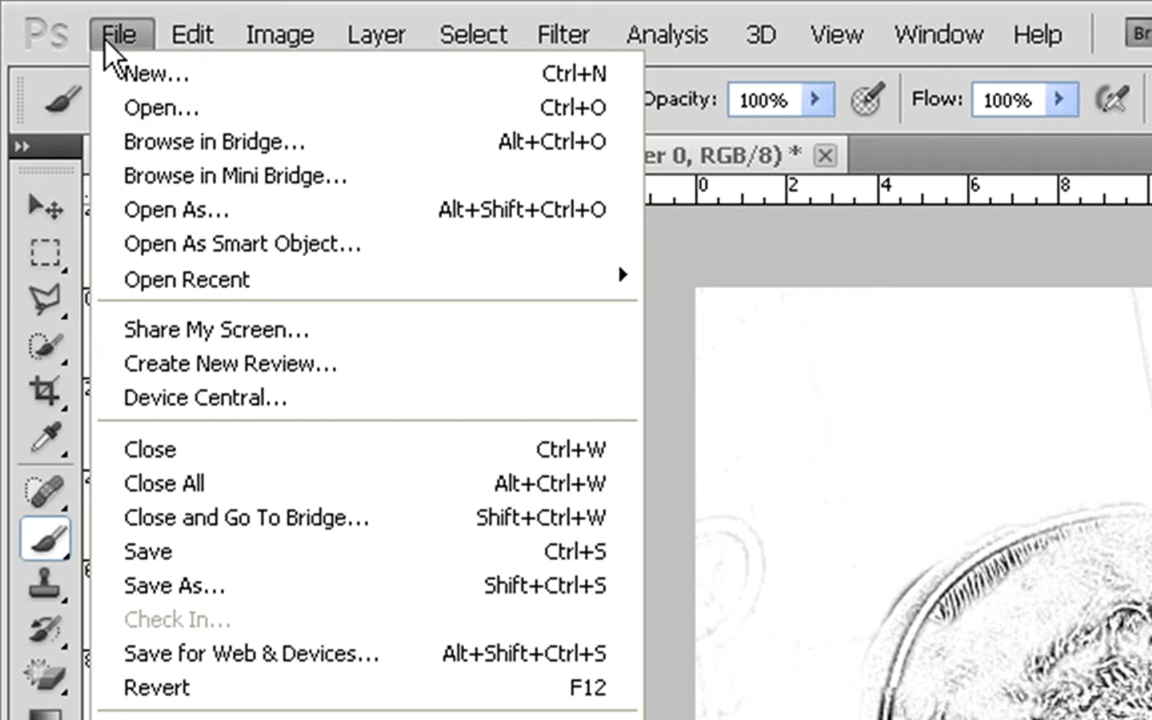 Ps File Edit Image Layer Select Filter Analysis 3D View Window Help Br
Opacity: 100% Flow: 100%
er 0, RGB/8) *
0 2 4 6 8
New... Ctrl+N
Open... Ctrl+O
Browse in Bridge... Alt+Ctrl+O
Browse in Mini Bridge...
Open As... Alt+Shift+Ctrl+O
Open As Smart Object...
Open Recent
Share My Screen...
Create New Review...
Device Central...
Close Ctrl+W
Close All Alt+Ctrl+W
Close and Go To Bridge... Shift+Ctrl+W
Save Ctrl+S
Save As... Shift+Ctrl+S
Check In...
Save for Web & Devices... Alt+Shift+Ctrl+S
Revert F12